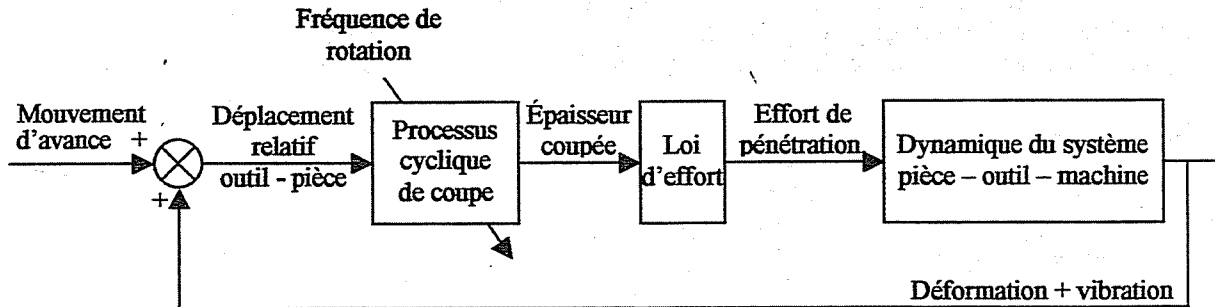 Fréquence de
rotation
Mouvement
d'avance
+
+
Déplacement
relatif
outil - pièce
Processus
cyclique
de coupe
Épaisseur
coupée
Loi
d'effort
Effort de
pénétration
Dynamique du système
pièce – outil – machine
Déformation + vibration